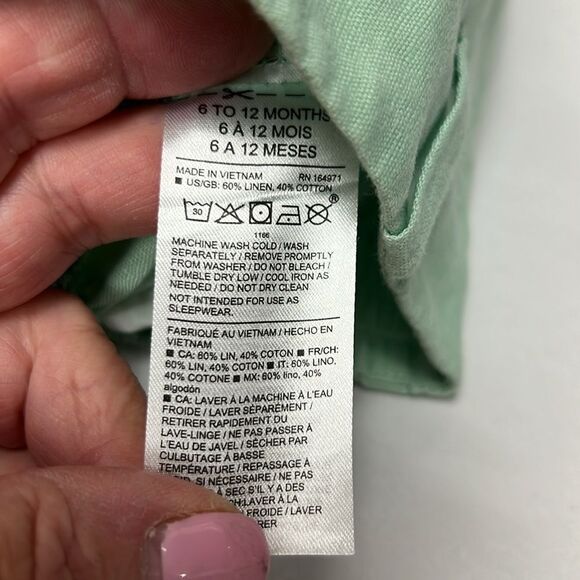 6 TO 12 MONTHS
6 À 12 MOIS
6 A 12 MESES
MADE IN VIETNAM RN 164971
■ US/GB: 60% LINEN, 40% COTTON
30 ®
1166
MACHINE WASH COLD / WASH
SEPARATELY / REMOVE PROMPTLY
FROM WASHER / DO NOT BLEACH /
TUMBLE DRY LOW / COOL IRON AS
NEEDED / DO NOT DRY CLEAN
NOT INTENDED FOR USE AS
SLEEPWEAR.
FABRIQUÉ AU VIETNAM / HECHO EN
VIETNAM
■ CA: 60% LIN, 40% COTON ■ FR/CH:
60% LIN, 40% COTON ■ IT: 60% LINO,
40% COTONE ■ MX: 60% lino, 40%
algodón
■ CA: LAVER À LA MACHINE À L'EAU
FROIDE / LAVER SÉPARÉMENT /
RETIRER RAPIDEMENT DU
LAVE-LINGE / NE PAS PASSER À
L'EAU DE JAVEL / SÉCHER PAR
CULBUTAGE À BASSE
TEMPÉRATURE / REPASSAGE À
SI NÉCESSAIRE / NE PAS
À SEC S'IL Y A DES
LAVER À LA
FROIDE / LAVER